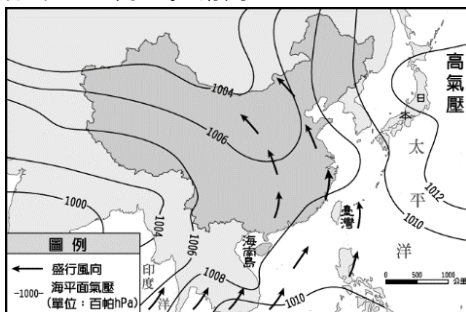 高氣壓
1004
1006
日本
太平洋
1012
1010
1000
1004
1006
1008
1010
臺灣
海南島
印度洋
0 500 1000
公里
圖例
盛行風向
-1000- 海平面氣壓
(單位：百帕hPa)